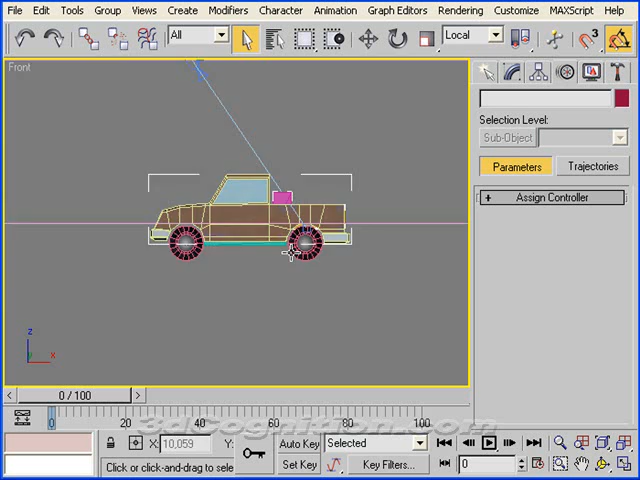 File Edit Tools Group Views Create Modifiers Character Animation Graph Editors Rendering Customize MAXScript Help
All
Local
3
Front
Selection Level:
Sub-Object
Parameters
Trajectories
+ Assign Controller
z
y x
0 / 100
0 20 40 60 80 100
3dCognition.com
X: 10,059 Y:
Auto Key
Selected
Click or click-and-drag to sele
Set Key
Key Filters...
0